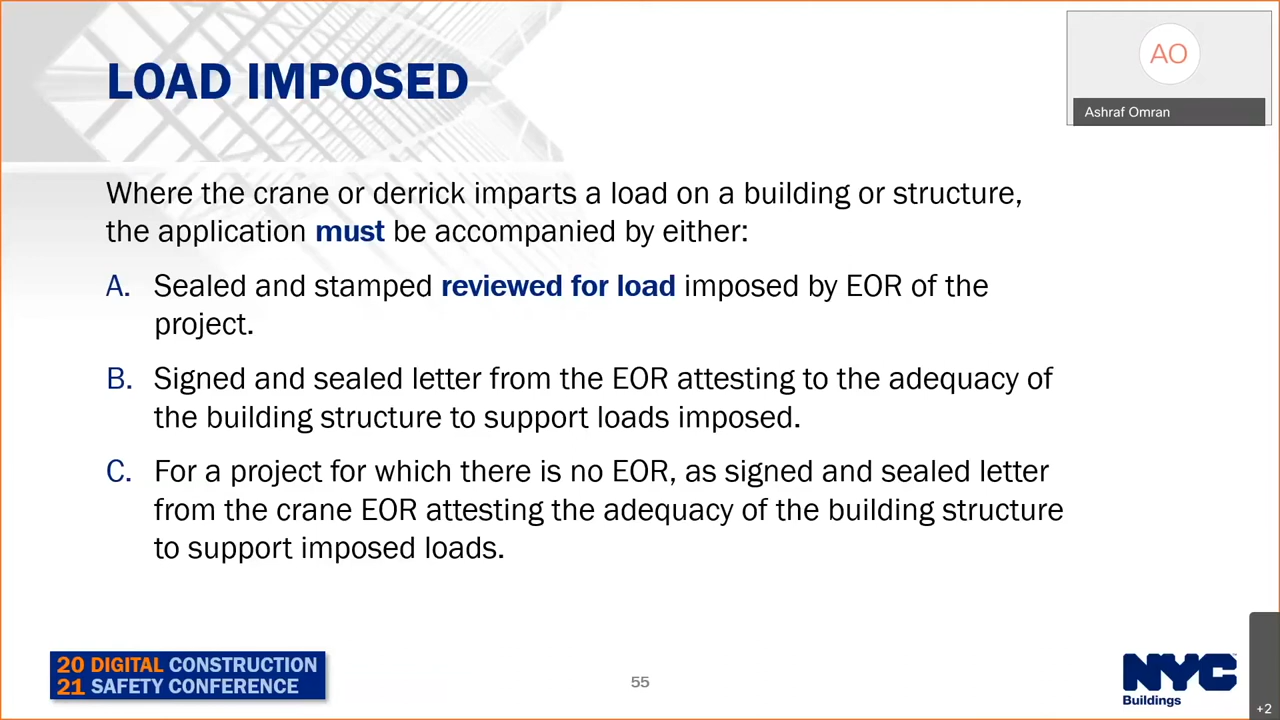 LOAD IMPOSED
AO
Ashraf Omran
Where the crane or derrick imparts a load on a building or structure,
the application must be accompanied by either:
A. Sealed and stamped reviewed for load imposed by EOR of the
project.
B. Signed and sealed letter from the EOR attesting to the adequacy of
the building structure to support loads imposed.
C. For a project for which there is no EOR, as signed and sealed letter
from the crane EOR attesting the adequacy of the building structure
to support imposed loads.
20 DIGITAL CONSTRUCTION
21 SAFETY CONFERENCE
55
NYC™
Buildings
+2